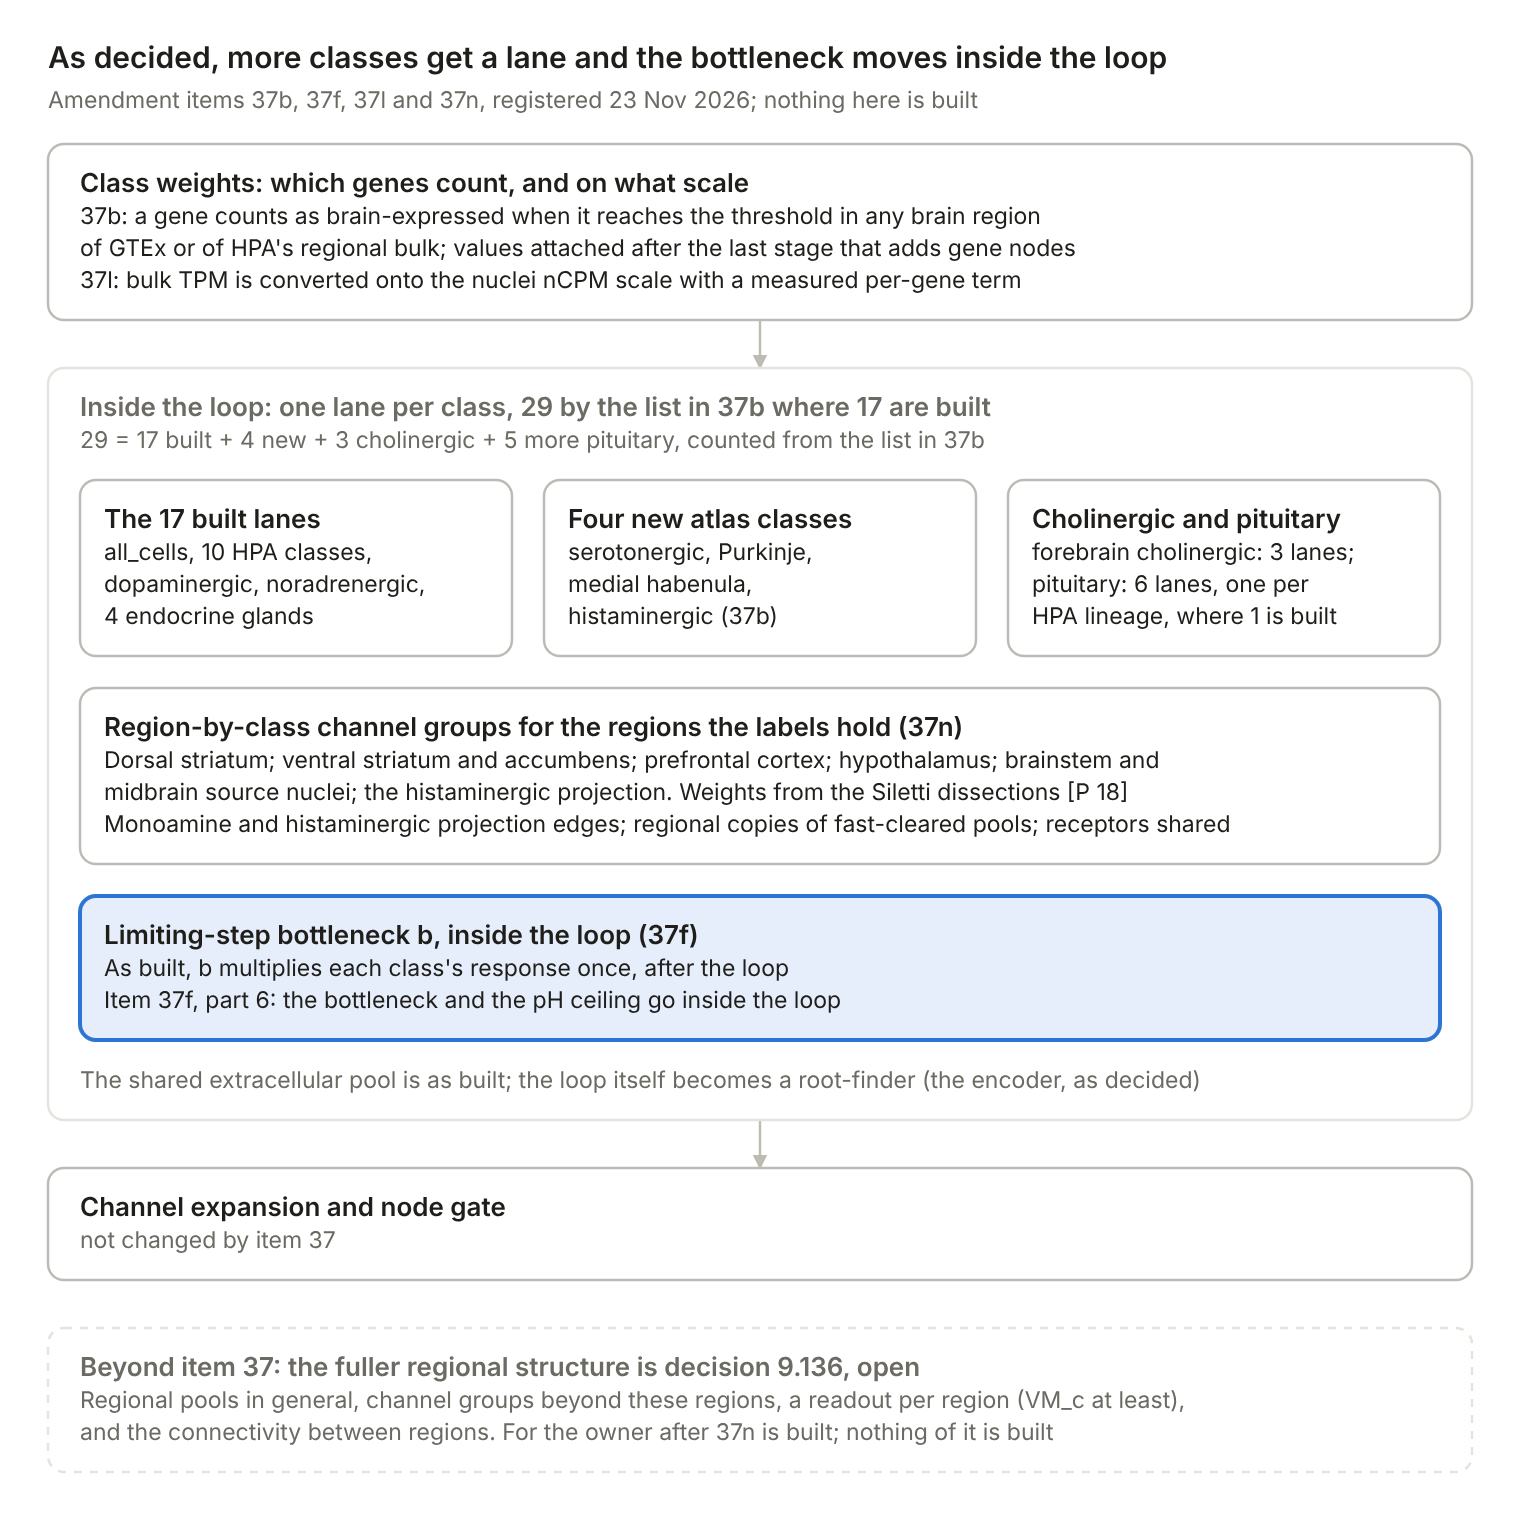 As decided, more classes get a lane and the bottleneck moves inside the loop
Amendment items 37b, 37f, 37l and 37n, registered 23 Nov 2026; nothing here is built
Class weights: which genes count, and on what scale
37b: a gene counts as brain-expressed when it reaches the threshold in any brain region
of GTEx or of HPA's regional bulk; values attached after the last stage that adds gene nodes
37l: bulk TPM is converted onto the nuclei nCPM scale with a measured per-gene term
Inside the loop: one lane per class, 29 by the list in 37b where 17 are built
29 = 17 built + 4 new + 3 cholinergic + 5 more pituitary, counted from the list in 37b
The 17 built lanes
all_cells, 10 HPA classes,
dopaminergic, noradrenergic,
4 endocrine glands
Four new atlas classes
serotonergic, Purkinje,
medial habenula,
histaminergic (37b)
Cholinergic and pituitary
forebrain cholinergic: 3 lanes;
pituitary: 6 lanes, one per
HPA lineage, where 1 is built
Region-by-class channel groups for the regions the labels hold (37n)
Dorsal striatum; ventral striatum and accumbens; prefrontal cortex; hypothalamus; brainstem and
midbrain source nuclei; the histaminergic projection. Weights from the Siletti dissections [P 18]
Monoamine and histaminergic projection edges; regional copies of fast-cleared pools; receptors shared
Limiting-step bottleneck b, inside the loop (37f)
As built, b multiplies each class's response once, after the loop
Item 37f, part 6: the bottleneck and the pH ceiling go inside the loop
The shared extracellular pool is as built; the loop itself becomes a root-finder (the encoder, as decided)
Channel expansion and node gate
not changed by item 37
Beyond item 37: the fuller regional structure is decision 9.136, open
Regional pools in general, channel groups beyond these regions, a readout per region (VM_c at least),
and the connectivity between regions. For the owner after 37n is built; nothing of it is built